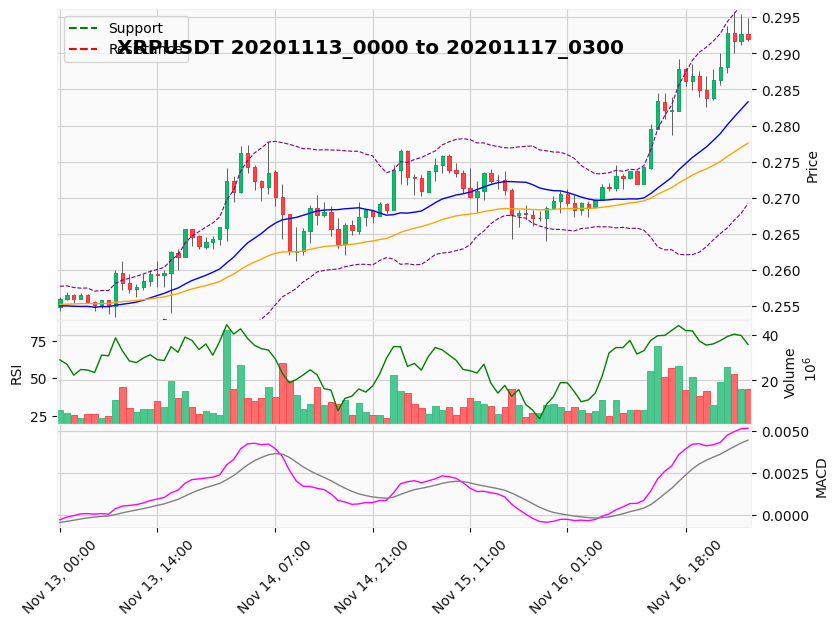 Support
Resistance
XRPUSDT 20201113_0000 to 20201117_0300
0.295
0.290
0.285
0.280
0.275
0.270
0.265
0.260
0.255
Price
75
50
25
RSI
40
20
Volume
10^6
0.0050
0.0025
0.0000
MACD
Nov 13, 00:00
Nov 13, 14:00
Nov 14, 07:00
Nov 14, 21:00
Nov 15, 11:00
Nov 16, 01:00
Nov 16, 18:00